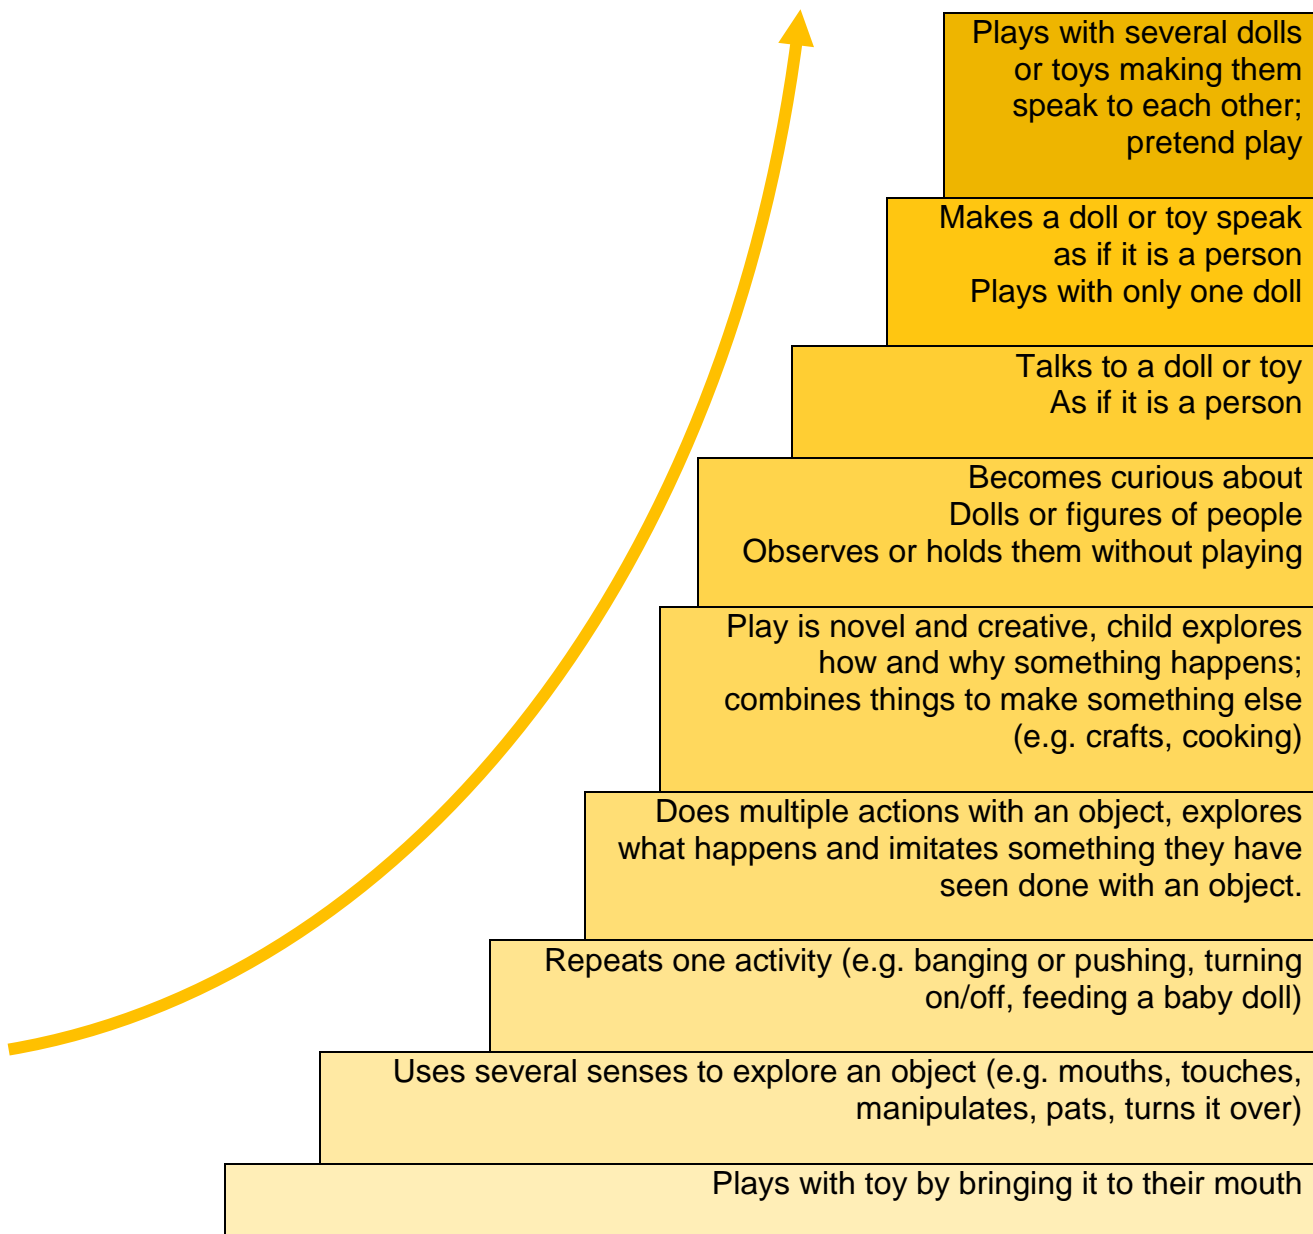 Plays with several dolls
or toys making them
speak to each other;
pretend play
Makes a doll or toy speak
as if it is a person
Plays with only one doll
Talks to a doll or toy
As if it is a person
Becomes curious about
Dolls or figures of people
Observes or holds them without playing
Play is novel and creative, child explores
how and why something happens;
combines things to make something else
(e.g. crafts, cooking)
Does multiple actions with an object, explores
what happens and imitates something they have
seen done with an object.
Repeats one activity (e.g. banging or pushing, turning
on/off, feeding a baby doll)
Uses several senses to explore an object (e.g. mouths, touches,
manipulates, pats, turns it over)
Plays with toy by bringing it to their mouth